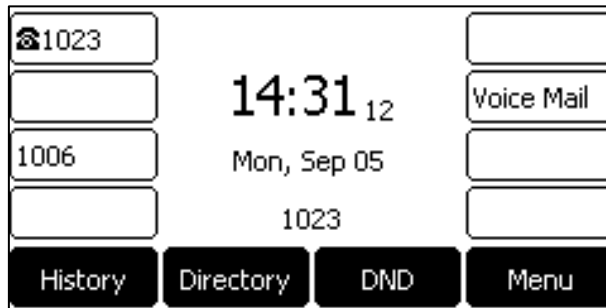 ☎1023
14:31 12
Voice Mail
1006
Mon, Sep 05
1023
History Directory DND Menu